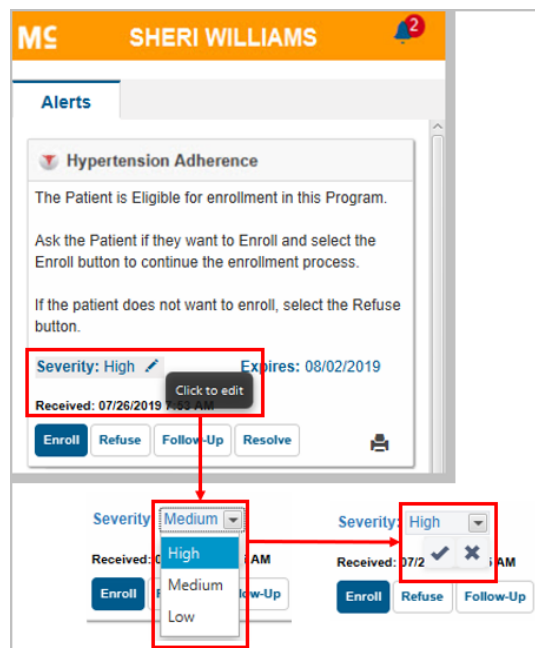 MC SHERI WILLIAMS 2
Alerts
Hypertension Adherence
The Patient is Eligible for enrollment in this Program.
Ask the Patient if they want to Enroll and select the
Enroll button to continue the enrollment process.
If the patient does not want to enroll, select the Refuse
button.
Severity: High Expires: 08/02/2019
Click to edit
Received: 07/26/2019 7:53 AM
Enroll Refuse Follow-Up Resolve
Severity Medium
High
Medium
Low
Received: AM
Enroll low-Up
Severity: High
Received: 07/2 AM
Enroll Refuse Follow-Up